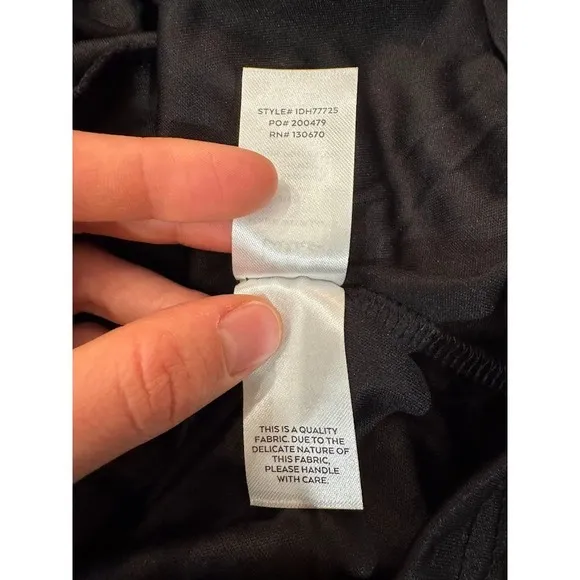 STYLE# 1DH77725
PO# 200479
RN# 130670
THIS IS A QUALITY
FABRIC. DUE TO THE
DELICATE NATURE OF
THIS FABRIC,
PLEASE HANDLE
WITH CARE.